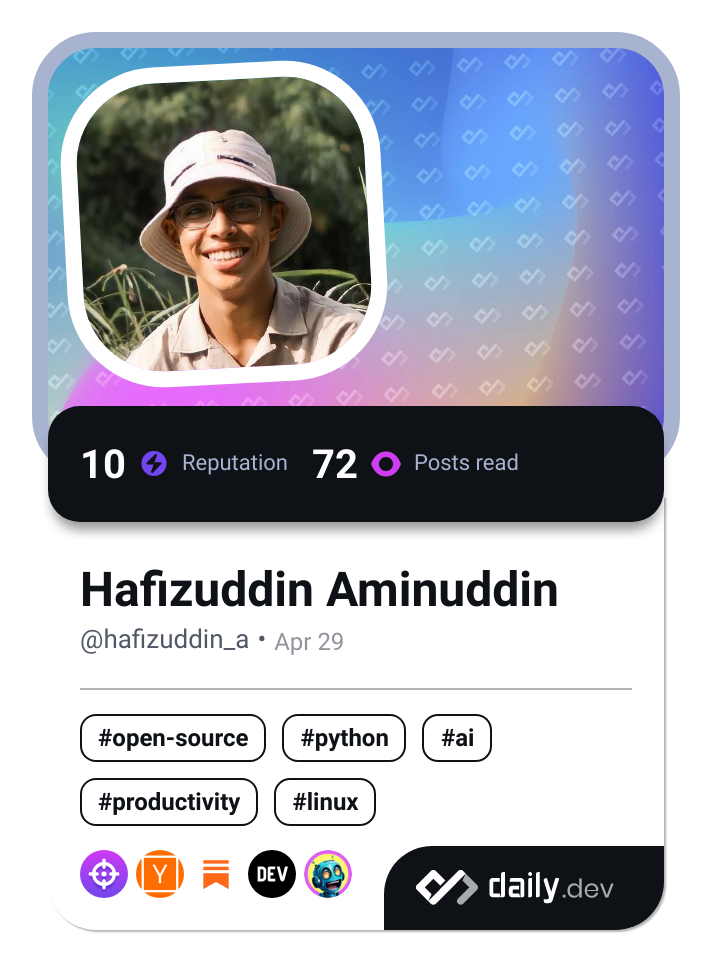 10 Reputation 72 Posts read
Hafizuddin Aminuddin
@hafizuddin_a • Apr 29
#open-source #python #ai
#productivity #linux
Y DEV daily.dev